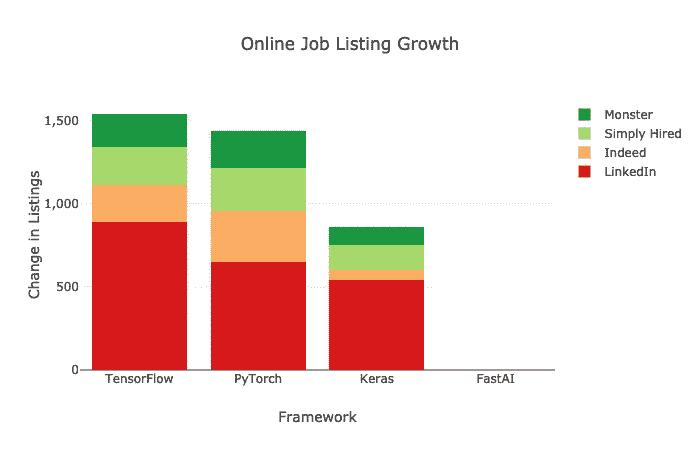 Online Job Listing Growth
Monster
Simply Hired
Indeed
LinkedIn
1,500
1,000
500
0
Change in Listings
TensorFlow PyTorch Keras FastAI
Framework